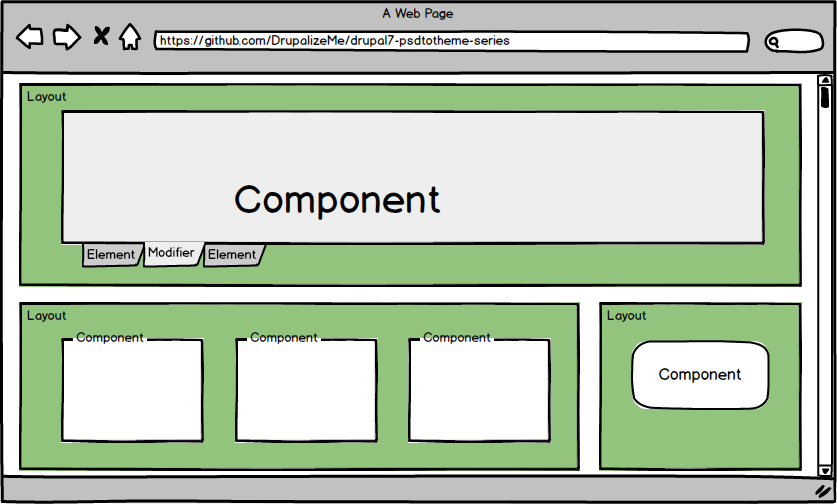 A Web Page
https://github.com/DrupalizeMe/drupal7-psdtotheme-series
Layout
Component
Element Modifier Element
Layout
Component Component Component
Layout
Component